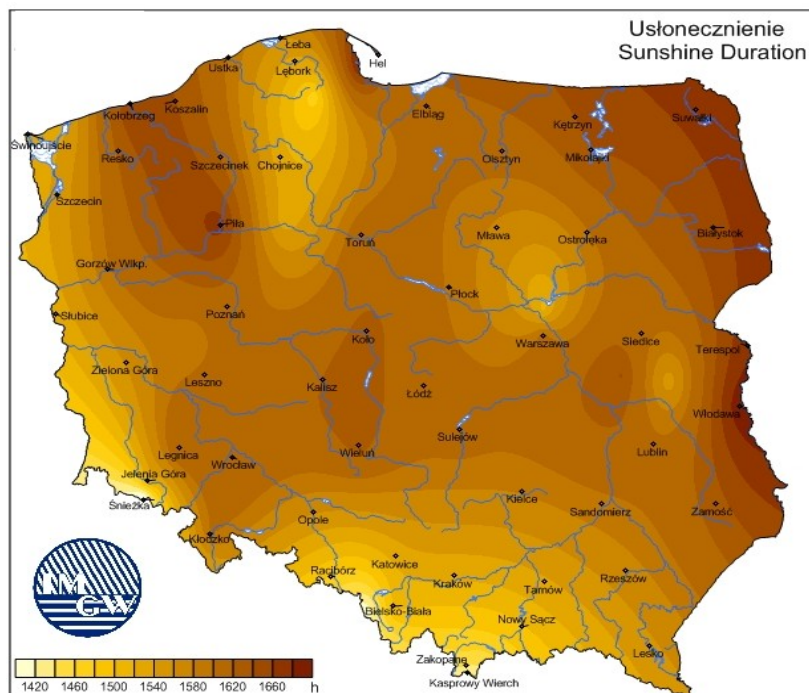 Usłonecznienie
Sunshine Duration
Łeba
Ustka
Lębork
Hel
Kołobrzeg
Koszalin
Elbląg
Kętrzyn
Suwałki
Świnoujście
Resko
Szczecinek
Chojnice
Olsztyn
Mikołajki
Szczecin
Piła
Toruń
Mława
Ostrołęka
Białystok
Gorzów Wlkp.
Płock
Słubice
Poznań
Koło
Warszawa
Siedlce
Terespol
Zielona Góra
Leszno
Kalisz
Łódź
Włodawa
Sulejów
Legnica
Wrocław
Wieluń
Lublin
Jelenia Góra
Śnieżka
Kielce
Sandomierz
Zamość
Opole
Kłodzko
Racibórz
Katowice
Kraków
Tarnów
Rzeszów
Bielsko-Biała
Nowy Sącz
Lesko
Zakopane
Kasprowy Wierch
IM
GW
1420 1460 1500 1540 1580 1620 1660 h